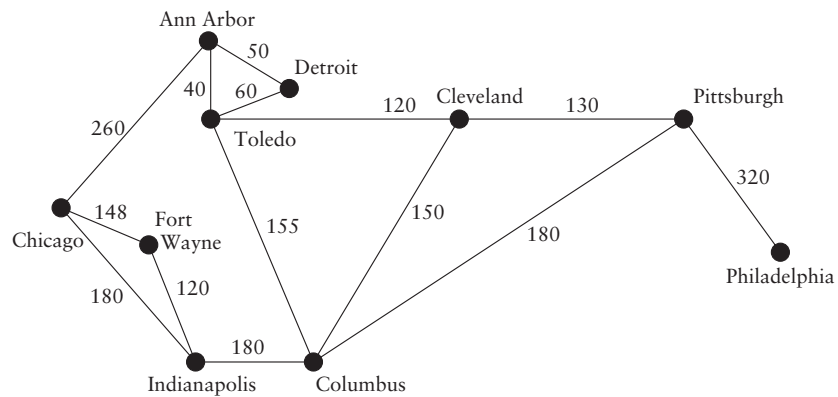 Ann Arbor
50
Detroit
40
60
Toledo
120
Cleveland
130
Pittsburgh
260
320
148
Chicago
Fort
Wayne
155
150
180
Philadelphia
180
120
180
Indianapolis
Columbus